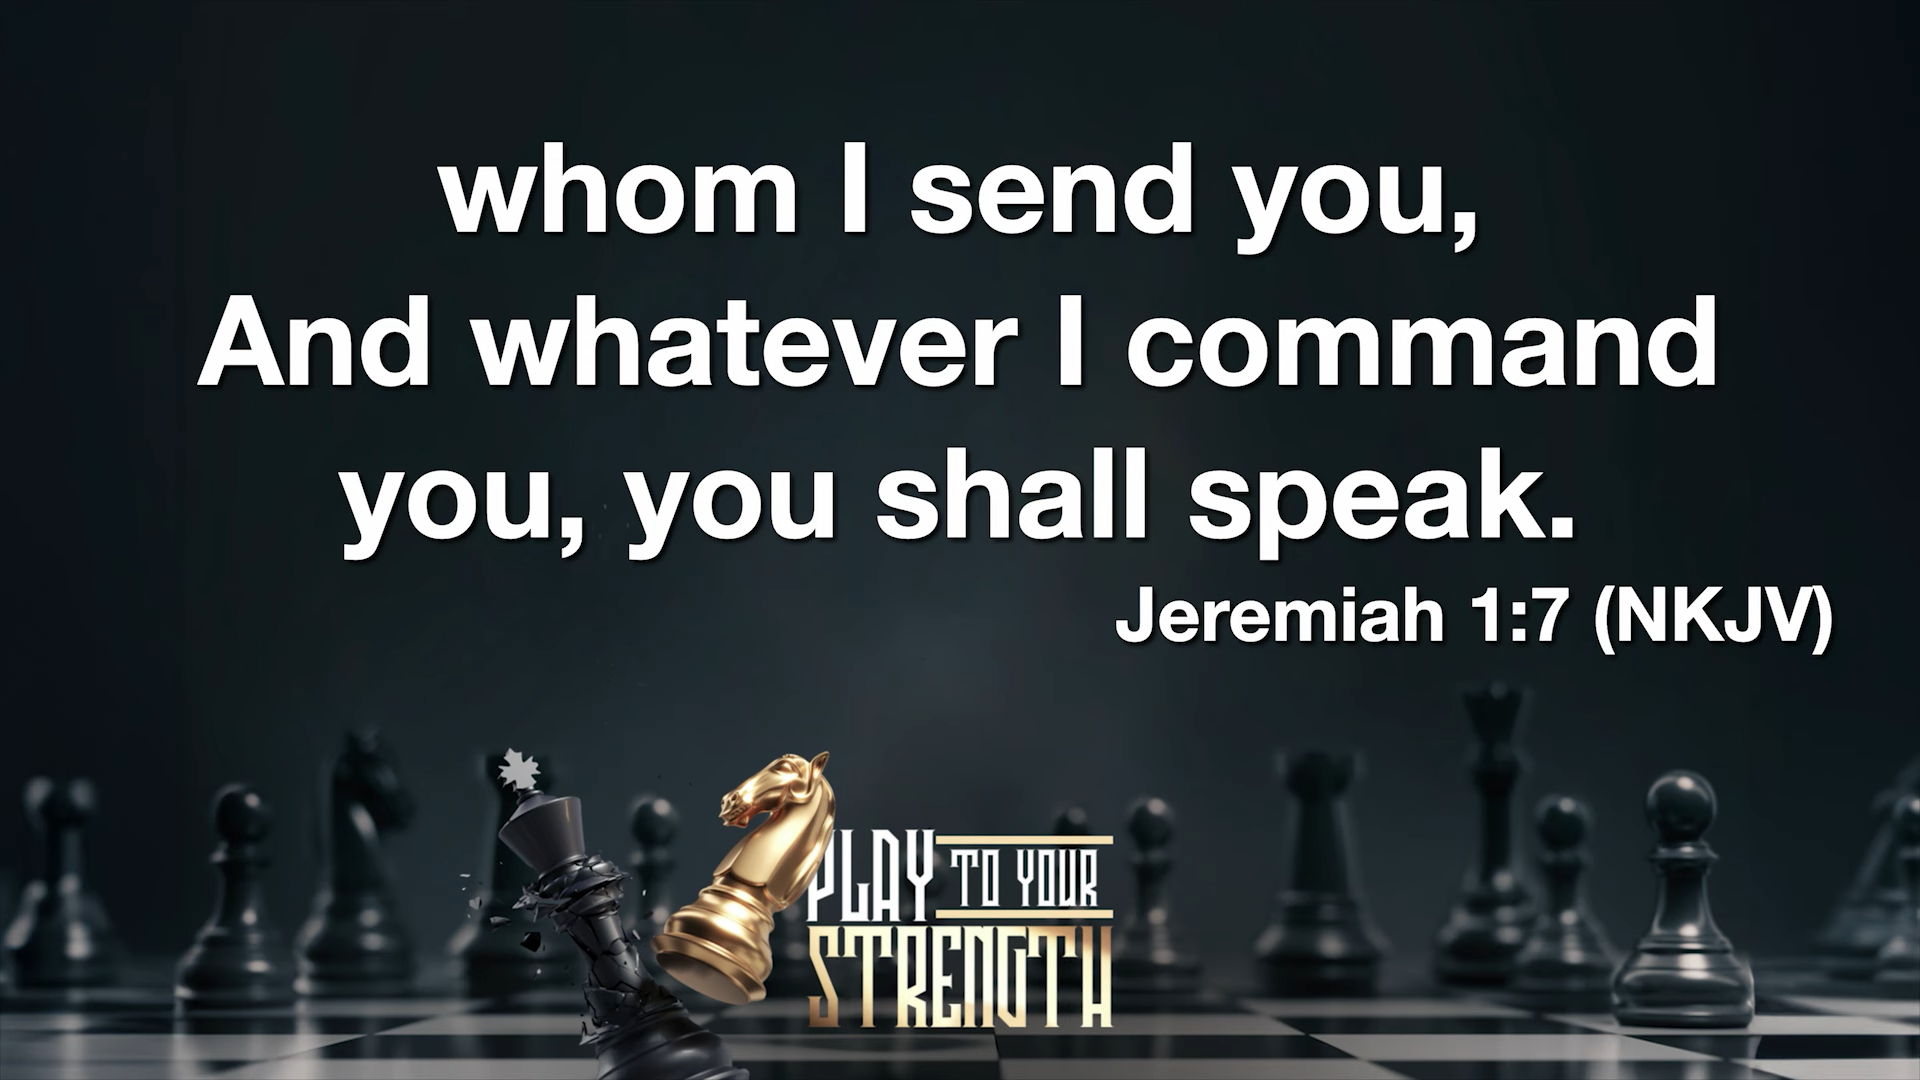 whom I send you,
And whatever I command
you, you shall speak.
Jeremiah 1:7 (NKJV)
PLAY TO YOUR
STRENGTH